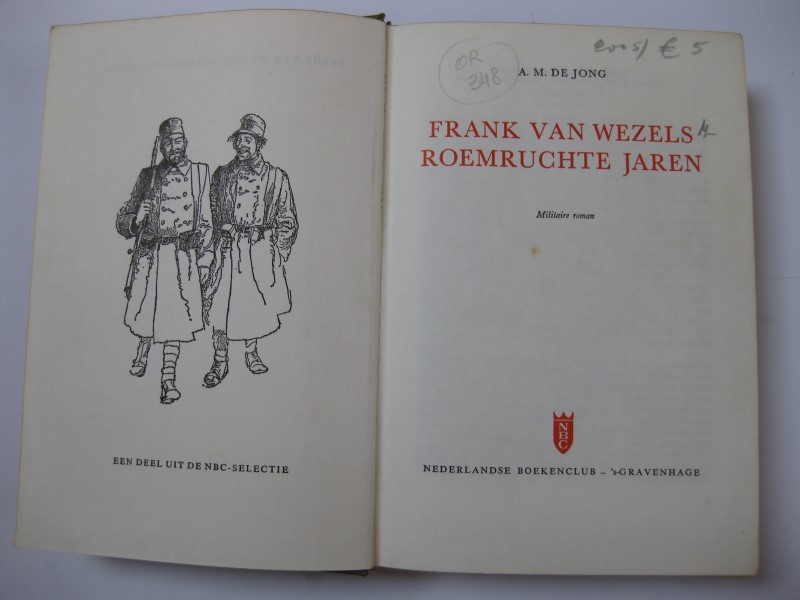 EEN DEEL UIT DE NBC-SELECTIE
OR
348
€ 5
A. M. DE JONG
FRANK VAN WEZELS
ROEMRUCHTE JAREN
Militaire roman
NBC
NEDERLANDSE BOEKENCLUB – 's-GRAVENHAGE